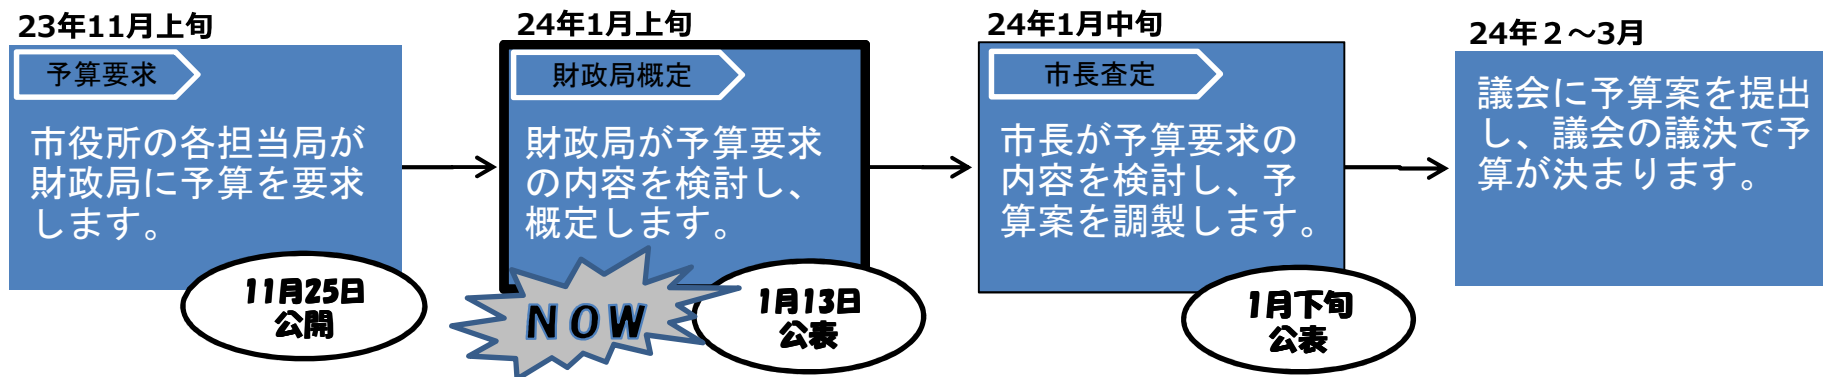 23年11月上旬
予算要求
市役所の各担当局が
財政局に予算を要求
します。
11月25日
公開
24年1月上旬
財政局概定
財政局が予算要求
の内容を検討し、
概定します。
NOW
1月13日
公表
24年1月中旬
市長査定
市長が予算要求の
内容を検討し、予
算案を調製します。
1月下旬
公表
24年２～3月
議会に予算案を提出
し、議会の議決で予
算が決まります。